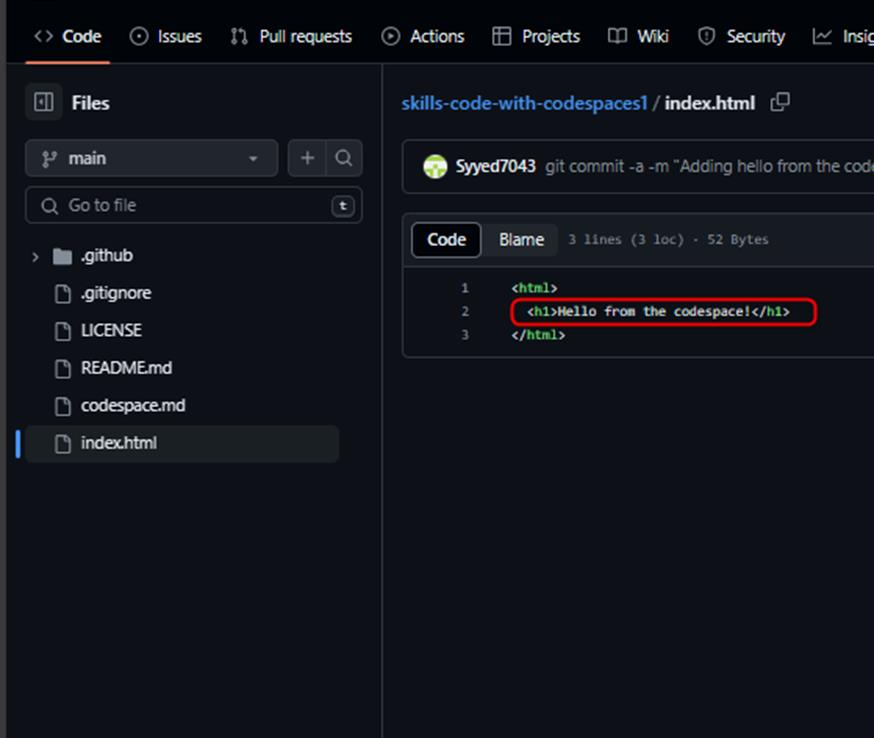 Code Issues Pull requests Actions Projects Wiki Security
Files
main
Go to file t
.github
.gitignore
LICENSE
README.md
codespace.md
index.html
skills-code-with-codespaces1 / index.html
Syyed7043 git commit -a -m "Adding hello from the
Code Blame 3 lines (3 loc) · 52 Bytes
1 <html>
2 <h1>Hello from the codespace!</h1>
3 </html>